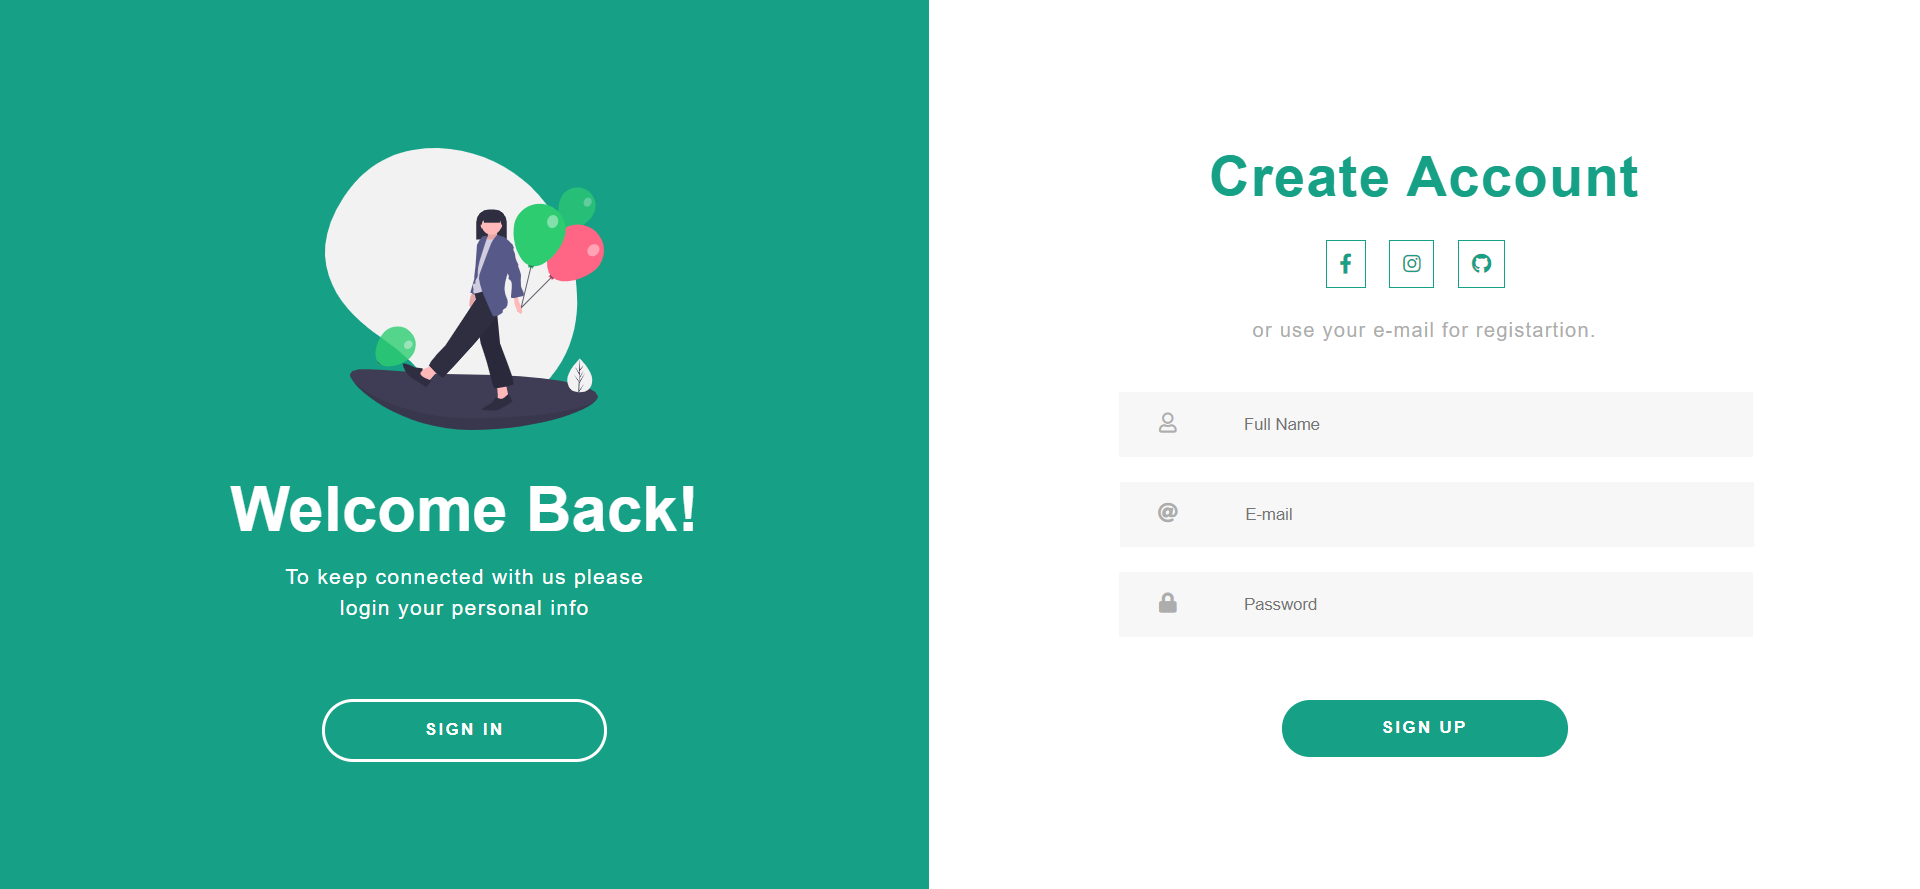 Welcome Back!
To keep connected with us please
login your personal info
SIGN IN
Create Account
or use your e-mail for registartion.
Full Name
E-mail
Password
SIGN UP